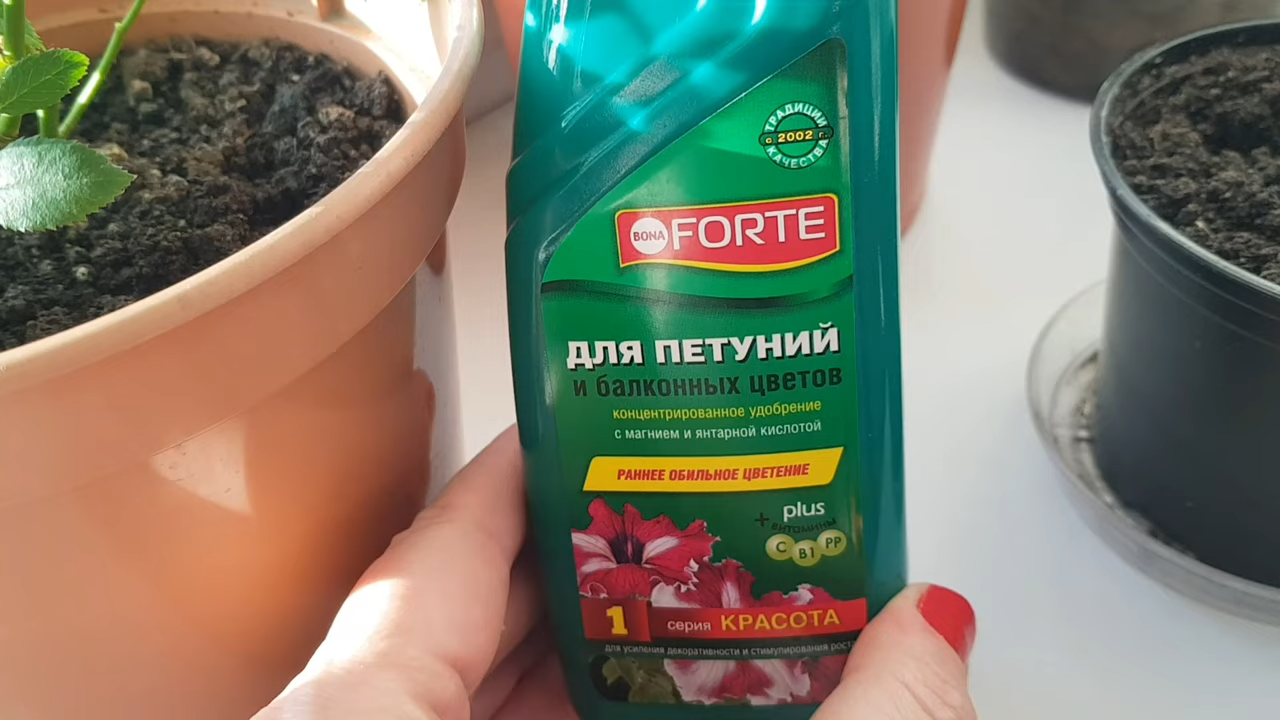 ТРАДИЦИИ
с 2002 г.
КАЧЕСТВА
BONA FORTE
ДЛЯ ПЕТУНИЙ
и балконных цветов
концентрированное удобрение
с магнием и янтарной кислотой
РАННЕЕ ОБИЛЬНОЕ ЦВЕТЕНИЕ
plus
+ витамины
C B1 PP
1 серия КРАСОТА
для усиления декоративности и стимулирования роста